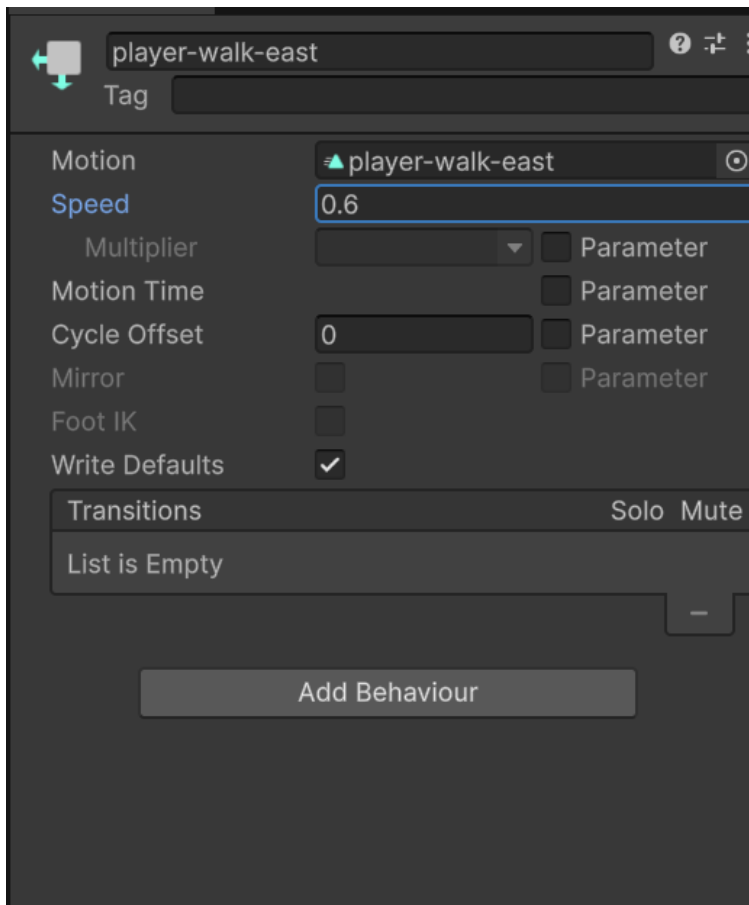 player-walk-east
Tag
Motion player-walk-east
Speed 0.6
Multiplier Parameter
Motion Time Parameter
Cycle Offset 0 Parameter
Mirror Parameter
Foot IK
Write Defaults
Transitions Solo Mute
List is Empty
Add Behaviour